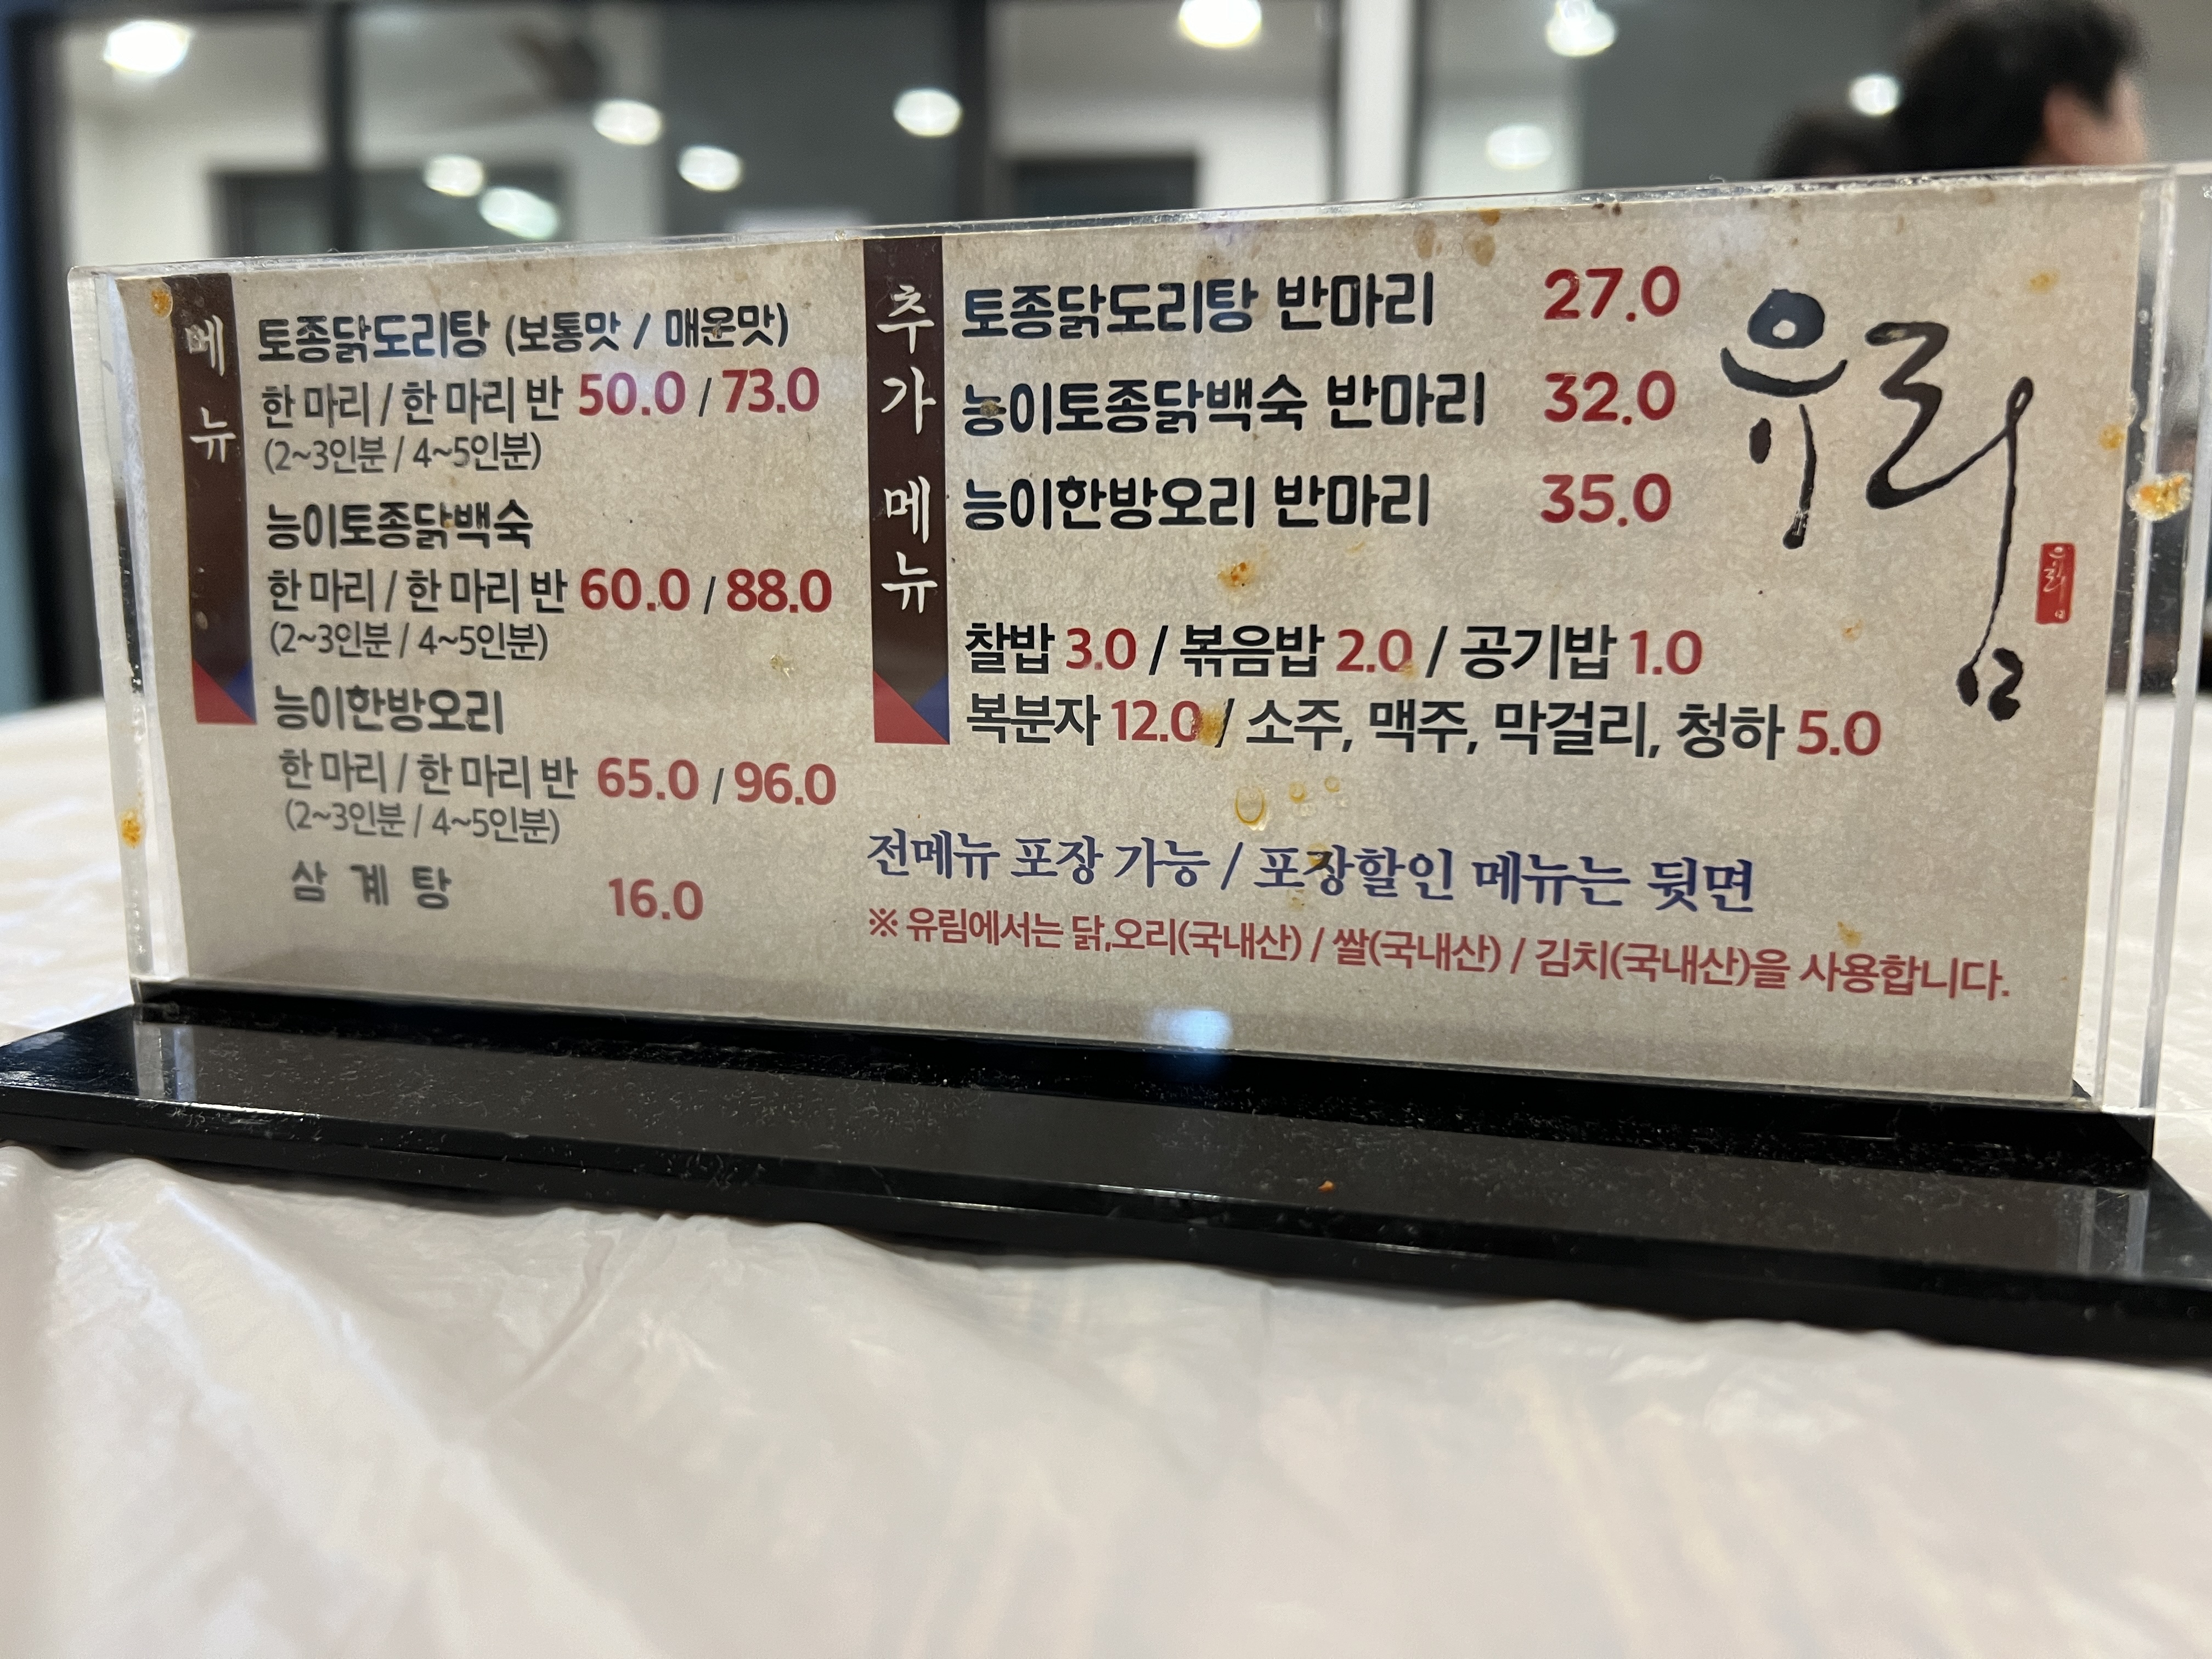 메뉴
토종닭도리탕 (보통맛 / 매운맛)
한 마리 / 한 마리 반 50.0 / 73.0
(2~3인분 / 4~5인분)
능이토종닭백숙
한 마리 / 한 마리 반 60.0 / 88.0
(2~3인분 / 4~5인분)
능이한방오리
한 마리 / 한 마리 반 65.0 / 96.0
(2~3인분 / 4~5인분)
삼 계 탕 16.0
추가메뉴
토종닭도리탕 반마리 27.0
능이토종닭백숙 반마리 32.0
능이한방오리 반마리 35.0
찰밥 3.0 / 볶음밥 2.0 / 공기밥 1.0
복분자 12.0 / 소주, 맥주, 막걸리, 청하 5.0
전메뉴 포장 가능 / 포장할인 메뉴는 뒷면
※ 유림에서는 닭,오리(국내산) / 쌀(국내산) / 김치(국내산)을 사용합니다.
유림
유림